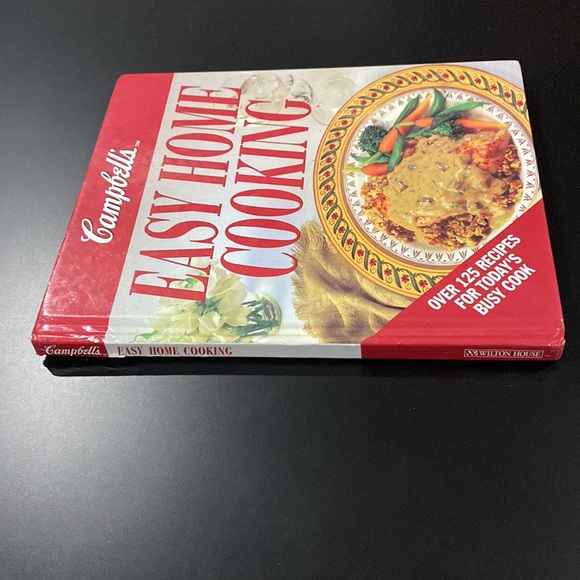 Campbell's
EASY HOME
COOKING
OVER 125 RECIPES
FOR TODAY'S
BUSY COOK
Campbell's
EASY HOME COOKING
WILTON HOUSE